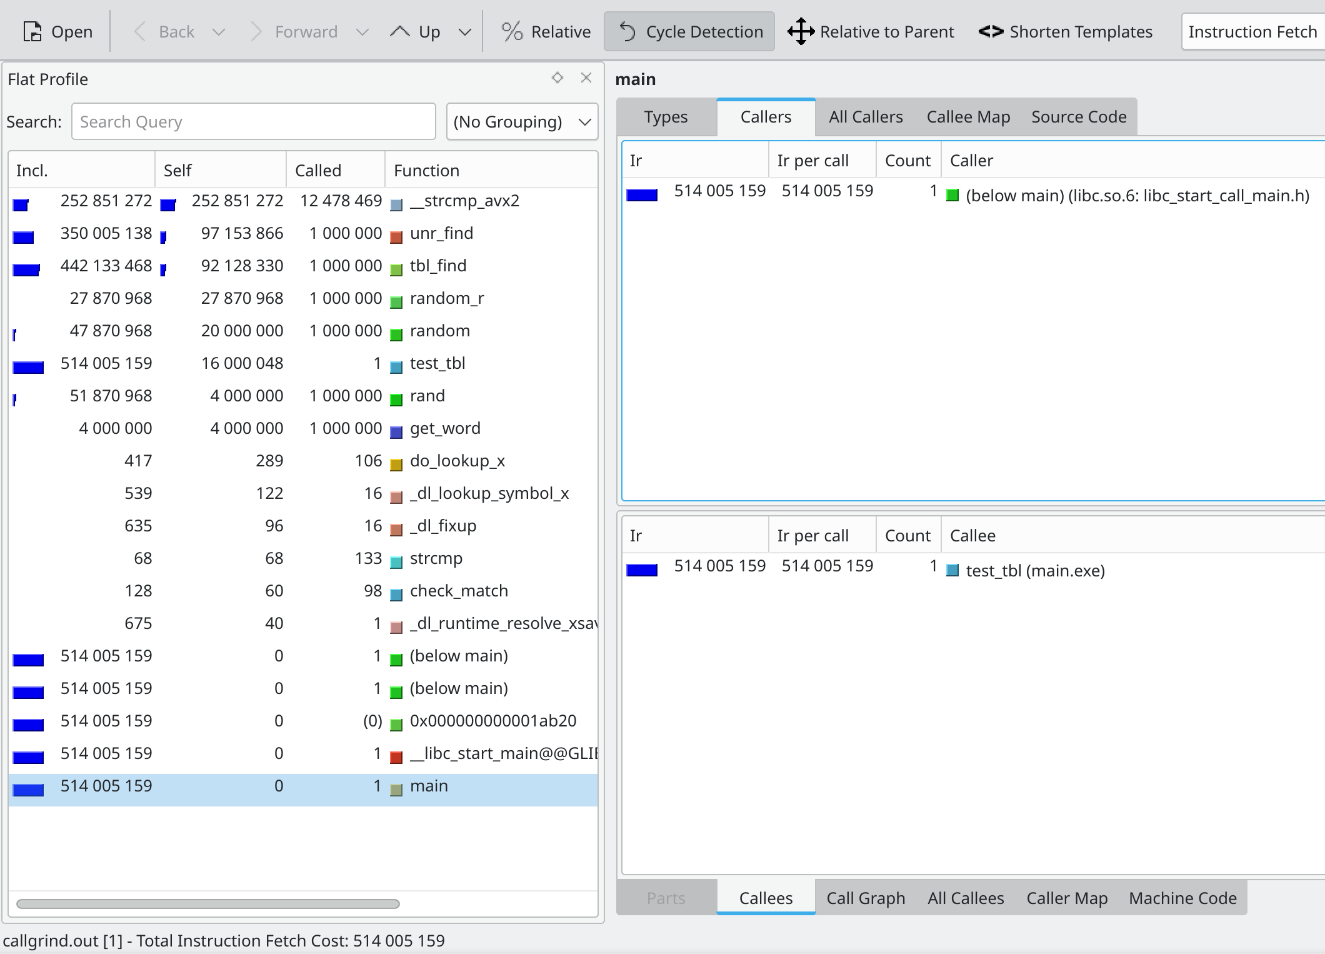 Open Back Forward Up % Relative Cycle Detection Relative to Parent <> Shorten Templates Instruction Fetch
Flat Profile
Search: Search Query (No Grouping)
Incl. Self Called Function
252 851 272 252 851 272 12 478 469 __strcmp_avx2
350 005 138 97 153 866 1 000 000 unr_find
442 133 468 92 128 330 1 000 000 tbl_find
27 870 968 27 870 968 1 000 000 random_r
47 870 968 20 000 000 1 000 000 random
514 005 159 16 000 048 1 test_tbl
51 870 968 4 000 000 1 000 000 rand
4 000 000 4 000 000 1 000 000 get_word
417 289 106 do_lookup_x
539 122 16 _dl_lookup_symbol_x
635 96 16 _dl_fixup
68 68 133 strcmp
128 60 98 check_match
675 40 1 _dl_runtime_resolve_xsav
514 005 159 0 1 (below main)
514 005 159 0 1 (below main)
514 005 159 0 (0) 0x000000000001ab20
514 005 159 0 1 __libc_start_main@@GLIB
514 005 159 0 1 main
main
Types Callers All Callers Callee Map Source Code
Ir Ir per call Count Caller
514 005 159 514 005 159 1 (below main) (libc.so.6: libc_start_call_main.h)
Ir Ir per call Count Callee
514 005 159 514 005 159 1 test_tbl (main.exe)
Parts Callees Call Graph All Callees Caller Map Machine Code
callgrind.out [1] - Total Instruction Fetch Cost: 514 005 159